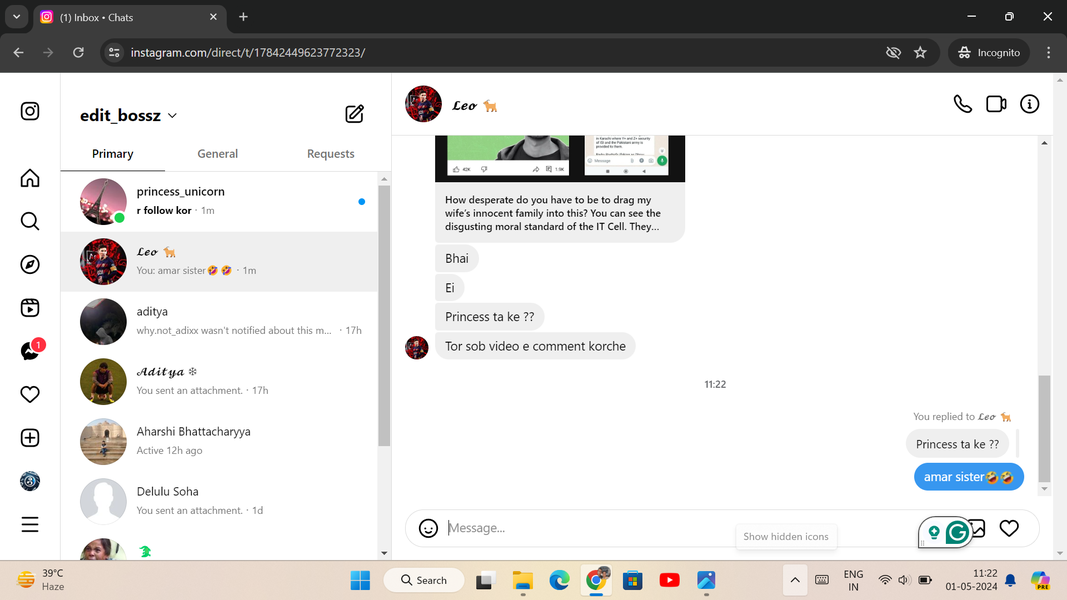 (1) Inbox • Chats
instagram.com/direct/t/17842449623772323/
Incognito
edit_bossz
Primary
General
Requests
princess_unicorn
r follow kor · 1m
𝓛𝓮𝓸 🐐
You: amar sister🤣🤣 · 1m
aditya
why.not_adixx wasn't notified about this m... · 17h
𝓐𝓭𝓲𝓽𝔂𝓪 ❄
You sent an attachment. · 17h
Aharshi Bhattacharyya
Active 12h ago
Delulu Soha
You sent an attachment. · 1d
1
𝓛𝓮𝓸 🐐
42K
1.9K
Message
How desperate do you have to be to drag my
wife's innocent family into this? You can see the
disgusting moral standard of the IT Cell. They...
Bhai
Ei
Princess ta ke ??
Tor sob video e comment korche
11:22
You replied to 𝓛𝓮𝓸 🐐
Princess ta ke ??
amar sister🤣🤣
Message...
Show hidden icons
39°C
Haze
Search
ENG
IN
11:22
01-05-2024
PRE